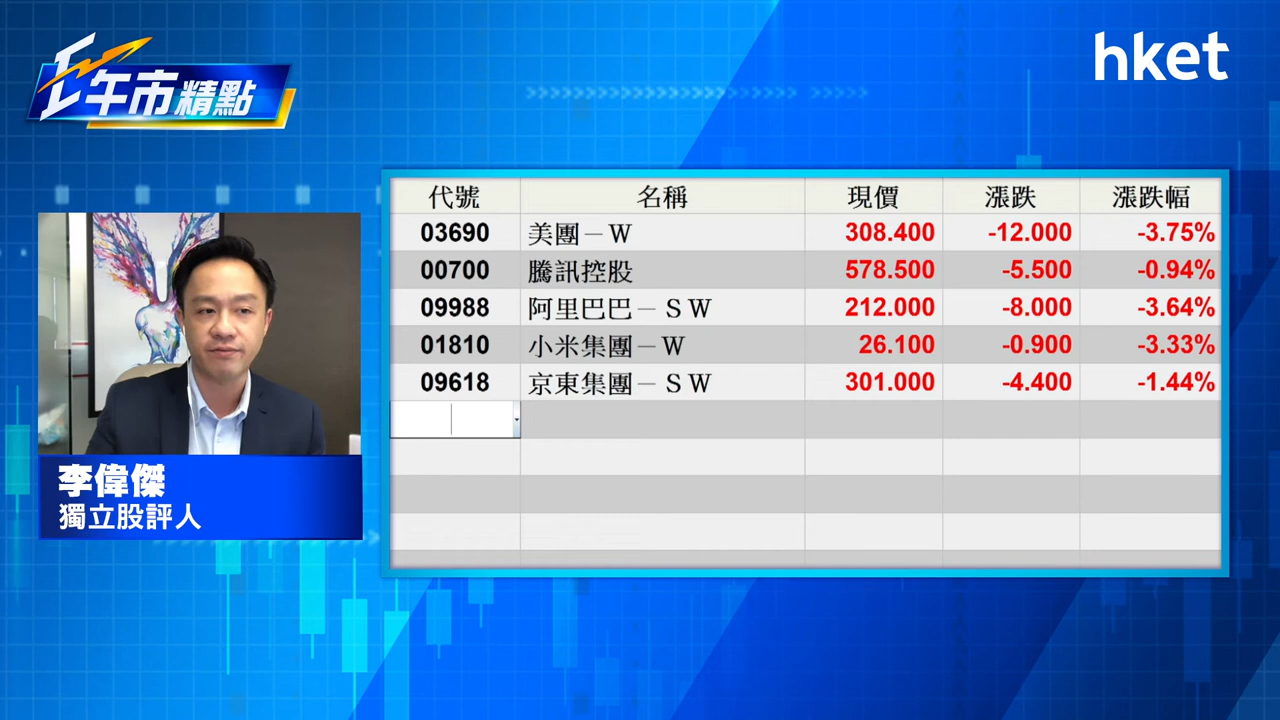 午市精點
hket
代號 名稱 現價 漲跌 漲跌幅
03690 美團－W 308.400 -12.000 -3.75%
00700 騰訊控股 578.500 -5.500 -0.94%
09988 阿里巴巴－ＳＷ 212.000 -8.000 -3.64%
01810 小米集團－W 26.100 -0.900 -3.33%
09618 京東集團－ＳＷ 301.000 -4.400 -1.44%
李偉傑
獨立股評人